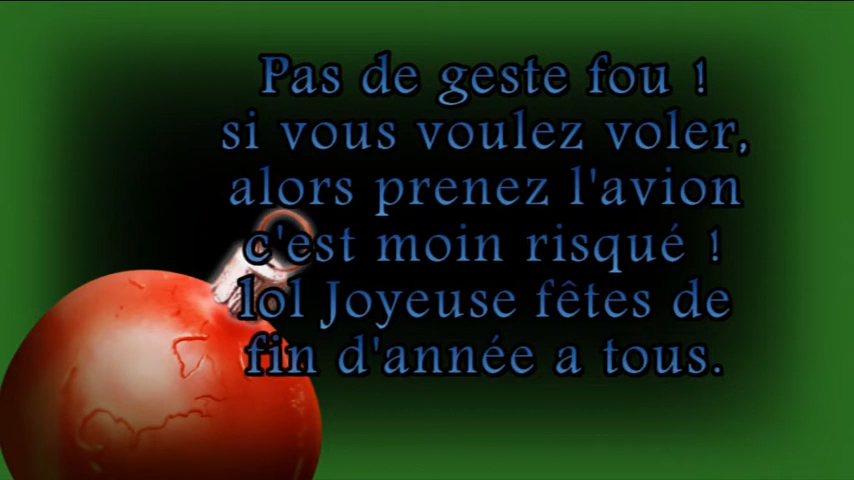 Pas de geste fou !
si vous voulez voler,
alors prenez l'avion
c'est moin risqué !
lol Joyeuse fêtes de
fin d'année a tous.